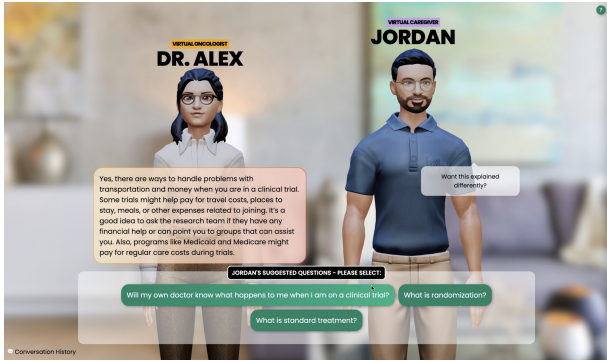 ?
VIRTUAL CAREGIVER
JORDAN
VIRTUAL ONCOLOGIST
DR. ALEX
Yes, there are ways to handle problems with
transportation and money when you are in a clinical trial.
Some trials might help pay for travel costs, places to
stay, meals, or other expenses related to joining. It's a
good idea to ask the research team if they have any
financial help or can point you to groups that can assist
you. Also, programs like Medicaid and Medicare might
pay for regular care costs during trials.
Want this explained
differently?
JORDAN'S SUGGESTED QUESTIONS - PLEASE SELECT:
Will my own doctor know what happens to me when I am on a clinical trial?
What is randomization?
What is standard treatment?
Conversation History